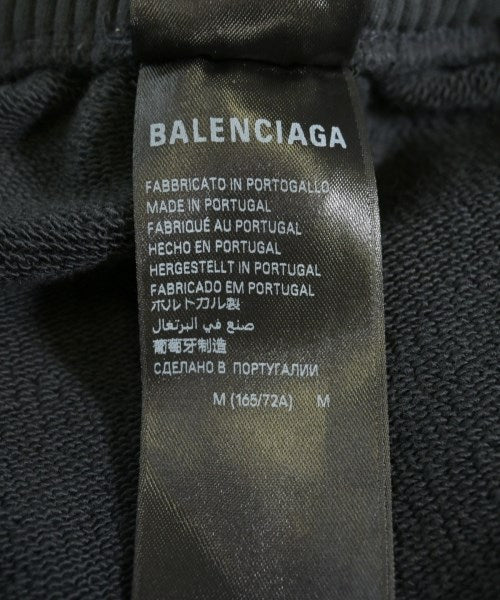 BALENCIAGA
FABBRICATO IN PORTOGALLO
MADE IN PORTUGAL
FABRIQUÉ AU PORTUGAL
HECHO EN PORTUGAL
HERGESTELLT IN PORTUGAL
FABRICADO EM PORTUGAL
ポルトガル製
صنع في البرتغال
葡萄牙制造
СДЕЛАНО В ПОРТУГАЛИИ
M (165/72A) M